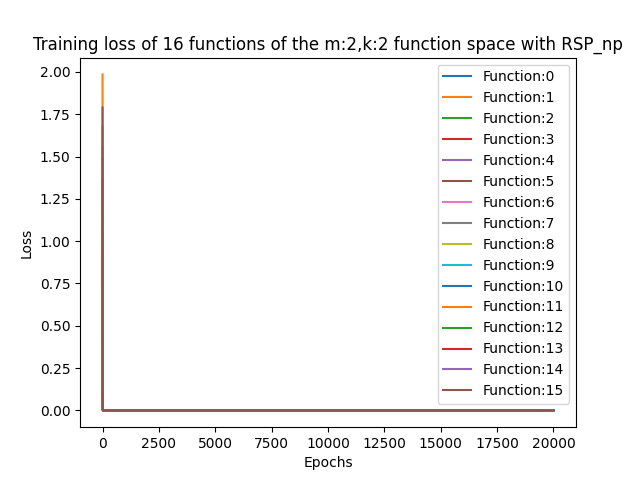 Training loss of 16 functions of the m:2,k:2 function space with RSP_np
2.00
1.75
1.50
1.25
1.00
0.75
0.50
0.25
0.00
Loss
Function:0
Function:1
Function:2
Function:3
Function:4
Function:5
Function:6
Function:7
Function:8
Function:9
Function:10
Function:11
Function:12
Function:13
Function:14
Function:15
0 2500 5000 7500 10000 12500 15000 17500 20000
Epochs